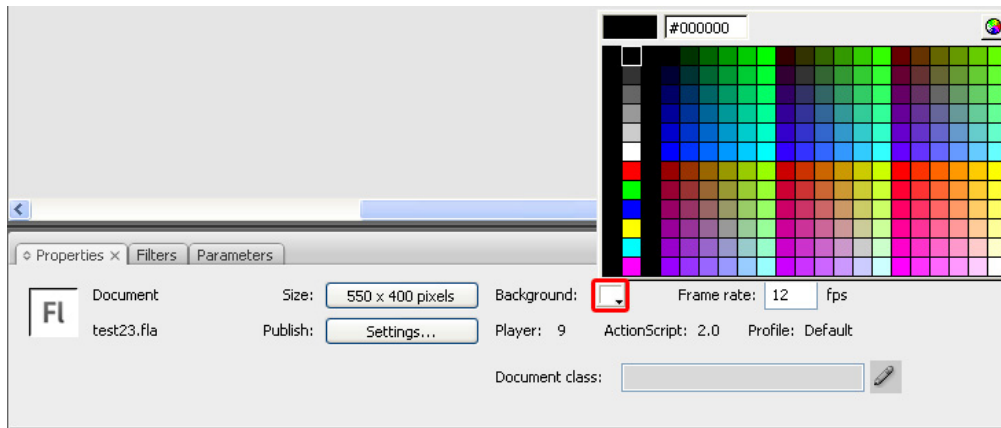 #000000
Properties × Filters Parameters
Fl
Document Size: 550 x 400 pixels Background: Frame rate: 12 fps
test23.fla Publish: Settings... Player: 9 ActionScript: 2.0 Profile: Default
Document class: